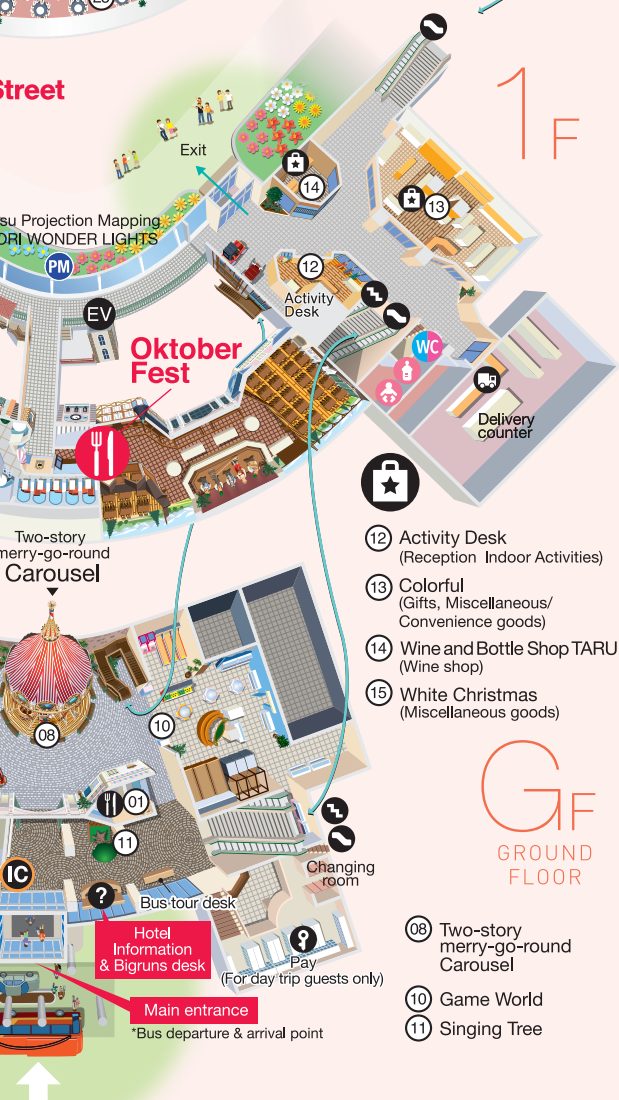 Street
1F
Exit
14
13
su Projection Mapping
ORI WONDER LIGHTS
PM
12
Activity
Desk
EV
WC
Oktober
Fest
Delivery
counter
Two-story
merry-go-round
Carousel
12 Activity Desk
(Reception Indoor Activities)
13 Colorful
(Gifts, Miscellaneous/
Convenience goods)
14 Wine and Bottle Shop TARU
(Wine shop)
15 White Christmas
(Miscellaneous goods)
08
10
01
11
GF
GROUND
FLOOR
IC
?
Changing
room
Bus tour desk
Hotel
Information
& Bigruns desk
Pay
(For day trip guests only)
Main entrance
*Bus departure & arrival point
08 Two-story
merry-go-round
Carousel
10 Game World
11 Singing Tree